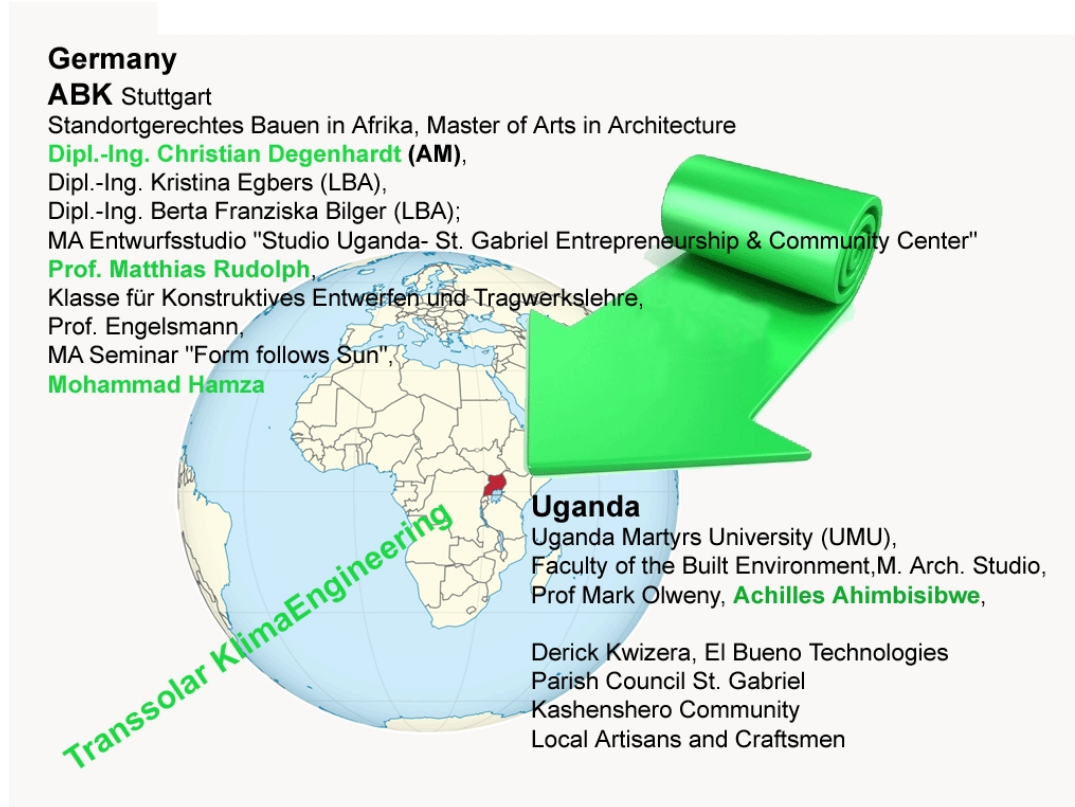 Germany
ABK Stuttgart
Standortgerechtes Bauen in Afrika, Master of Arts in Architecture
Dipl.-Ing. Christian Degenhardt (AM),
Dipl.-Ing. Kristina Egbers (LBA),
Dipl.-Ing. Berta Franziska Bilger (LBA);
MA Entwurfsstudio "Studio Uganda- St. Gabriel Entrepreneurship & Community Center"
Prof. Matthias Rudolph,
Klasse für Konstruktives Entwerfen und Tragwerkslehre,
Prof. Engelsmann,
MA Seminar "Form follows Sun",
Mohammad Hamza
Transsolar KlimaEngineering
Uganda
Uganda Martyrs University (UMU),
Faculty of the Built Environment,M. Arch. Studio,
Prof Mark Olweny, Achilles Ahimbisibwe,
Derick Kwizera, El Bueno Technologies
Parish Council St. Gabriel
Kashenshero Community
Local Artisans and Craftsmen